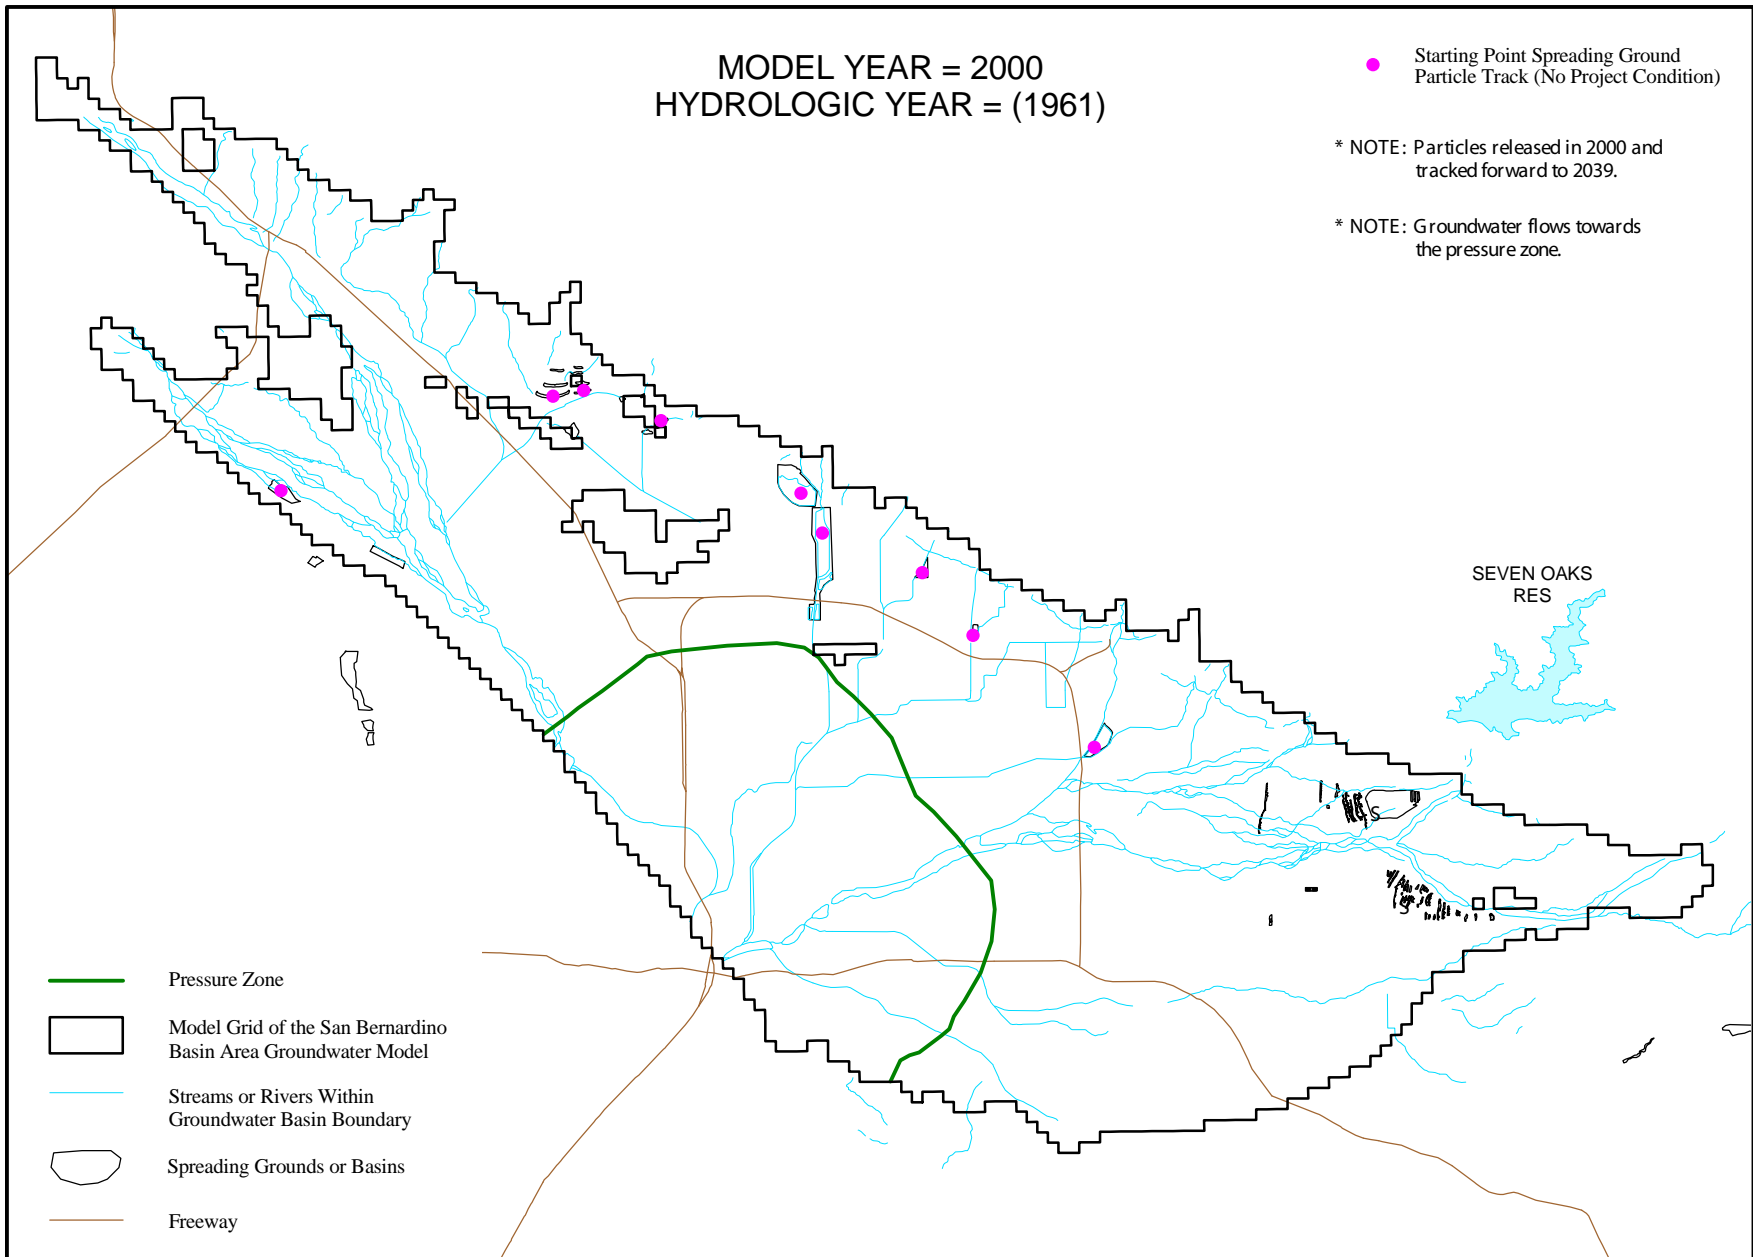 MODEL YEAR = 2000
HYDROLOGIC YEAR = (1961)
Starting Point Spreading Ground
Particle Track (No Project Condition)
* NOTE: Particles released in 2000 and
tracked forward to 2039.
* NOTE: Groundwater flows towards
the pressure zone.
SEVEN OAKS
RES
S
S
Pressure Zone
Model Grid of the San Bernardino
Basin Area Groundwater Model
Streams or Rivers Within
Groundwater Basin Boundary
Spreading Grounds or Basins
Freeway